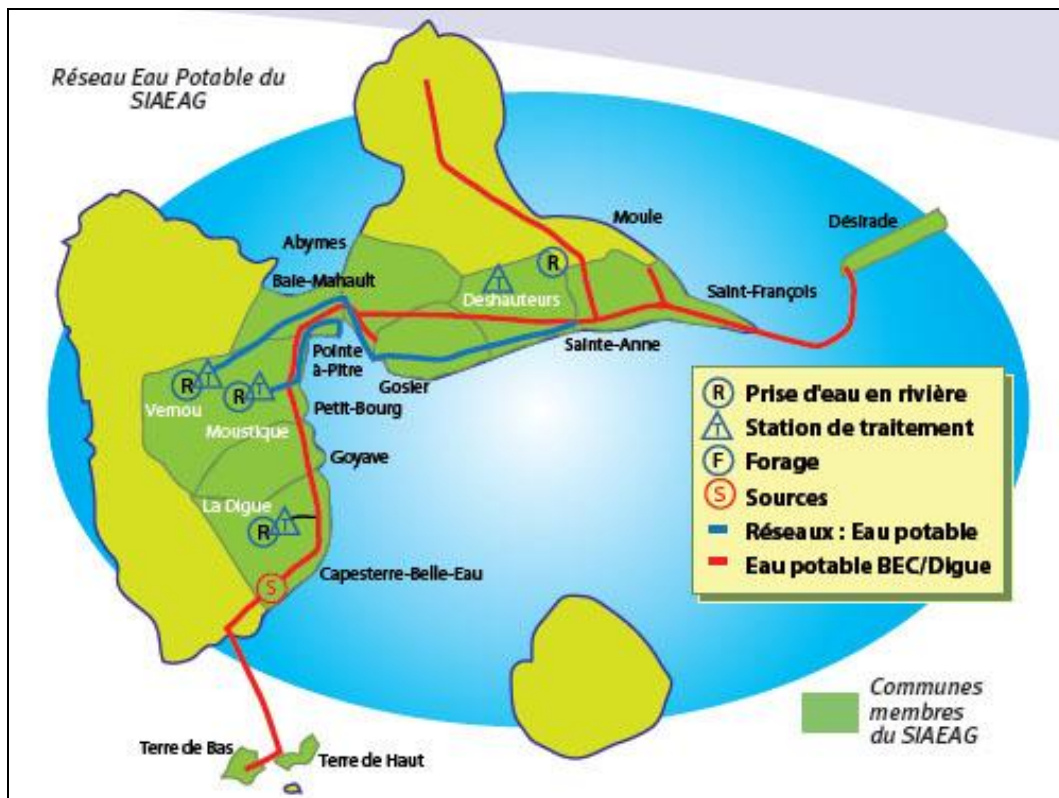 Réseau Eau Potable du
SIAEAG
Moule
Désirade
Abymes
Baie-Mahault
Deshauteurs
Saint-François
Pointe
à-Pitre
Sainte-Anne
Gosier
Vernou
Petit-Bourg
Moustique
Goyave
La Digue
Capesterre-Belle-Eau
Terre de Bas
Terre de Haut
R
T
R
T
R
T
R
T
S
R Prise d'eau en rivière
T Station de traitement
F Forage
S Sources
Réseaux : Eau potable
Eau potable BEC/Digue
Communes
membres
du SIAEAG